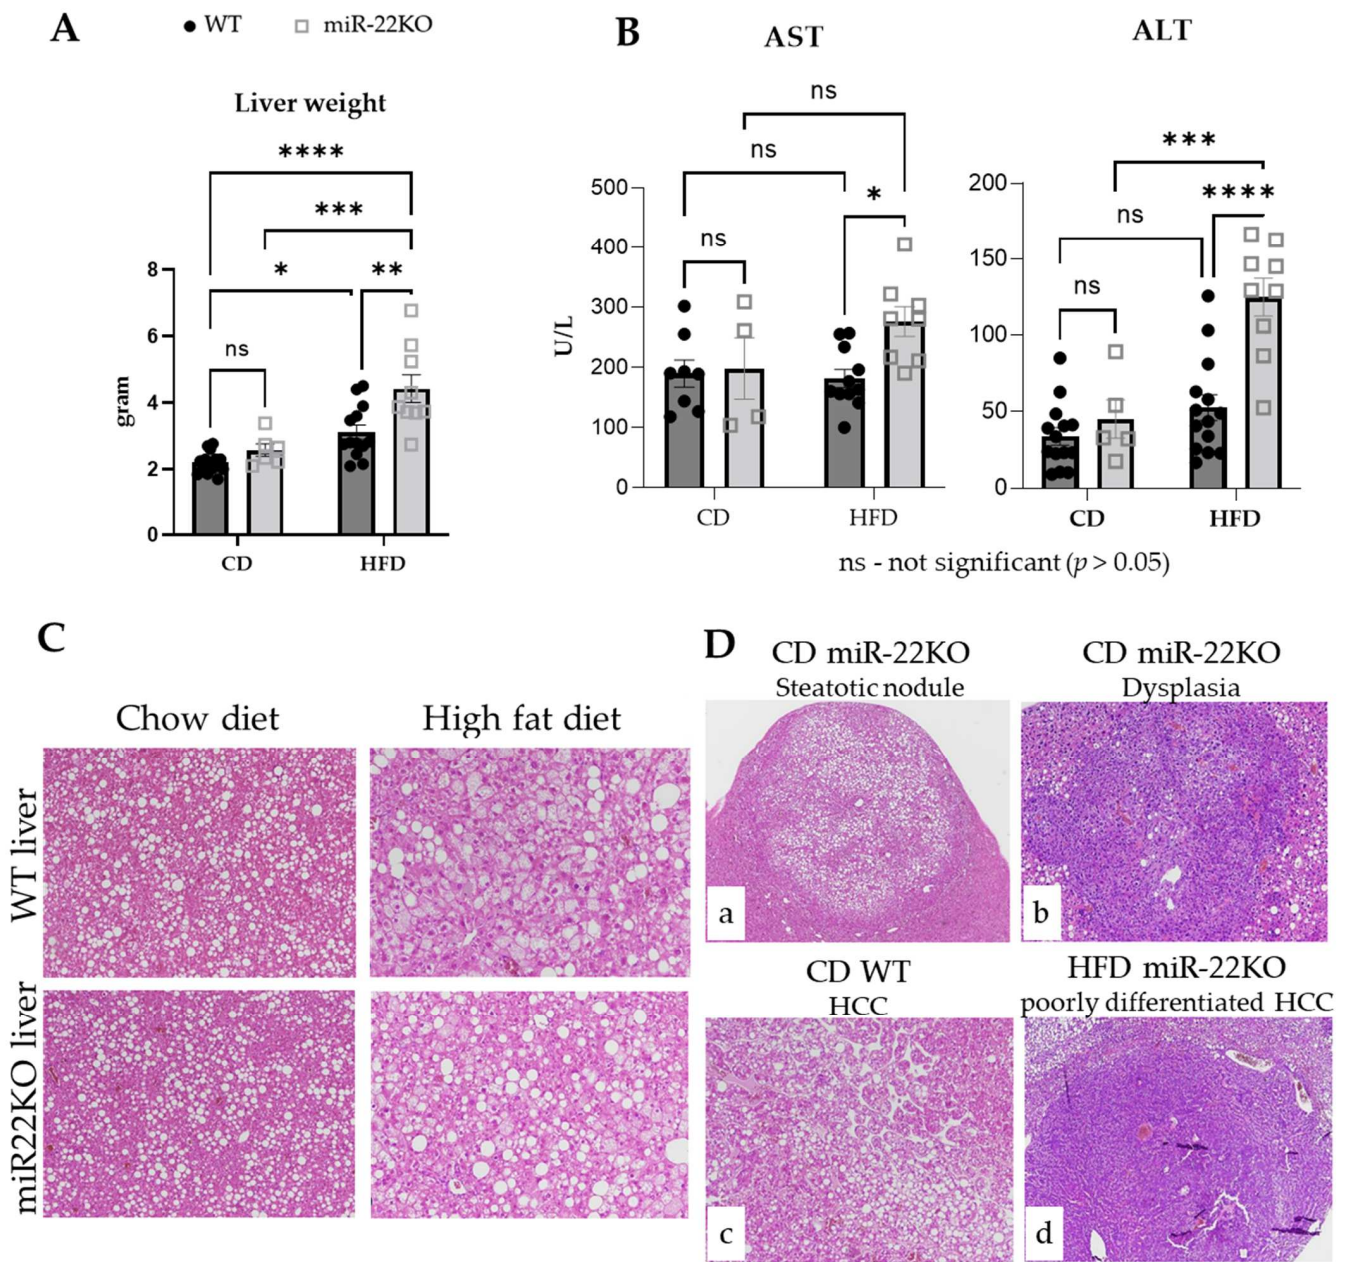 A
WT
miR-22KO
Liver weight
****
***
*
**
ns
gram
8
6
4
2
0
CD
HFD
B
AST
ALT
ns
ns
*
ns
U/L
500
400
300
200
100
0
CD
HFD
***
****
ns
ns
200
150
100
50
0
CD
HFD
ns - not significant (p > 0.05)
C
Chow diet
High fat diet
WT liver
miR22KO liver
D
CD miR-22KO
Steatotic nodule
a
CD miR-22KO
Dysplasia
b
CD WT
HCC
c
HFD miR-22KO
poorly differentiated HCC
d